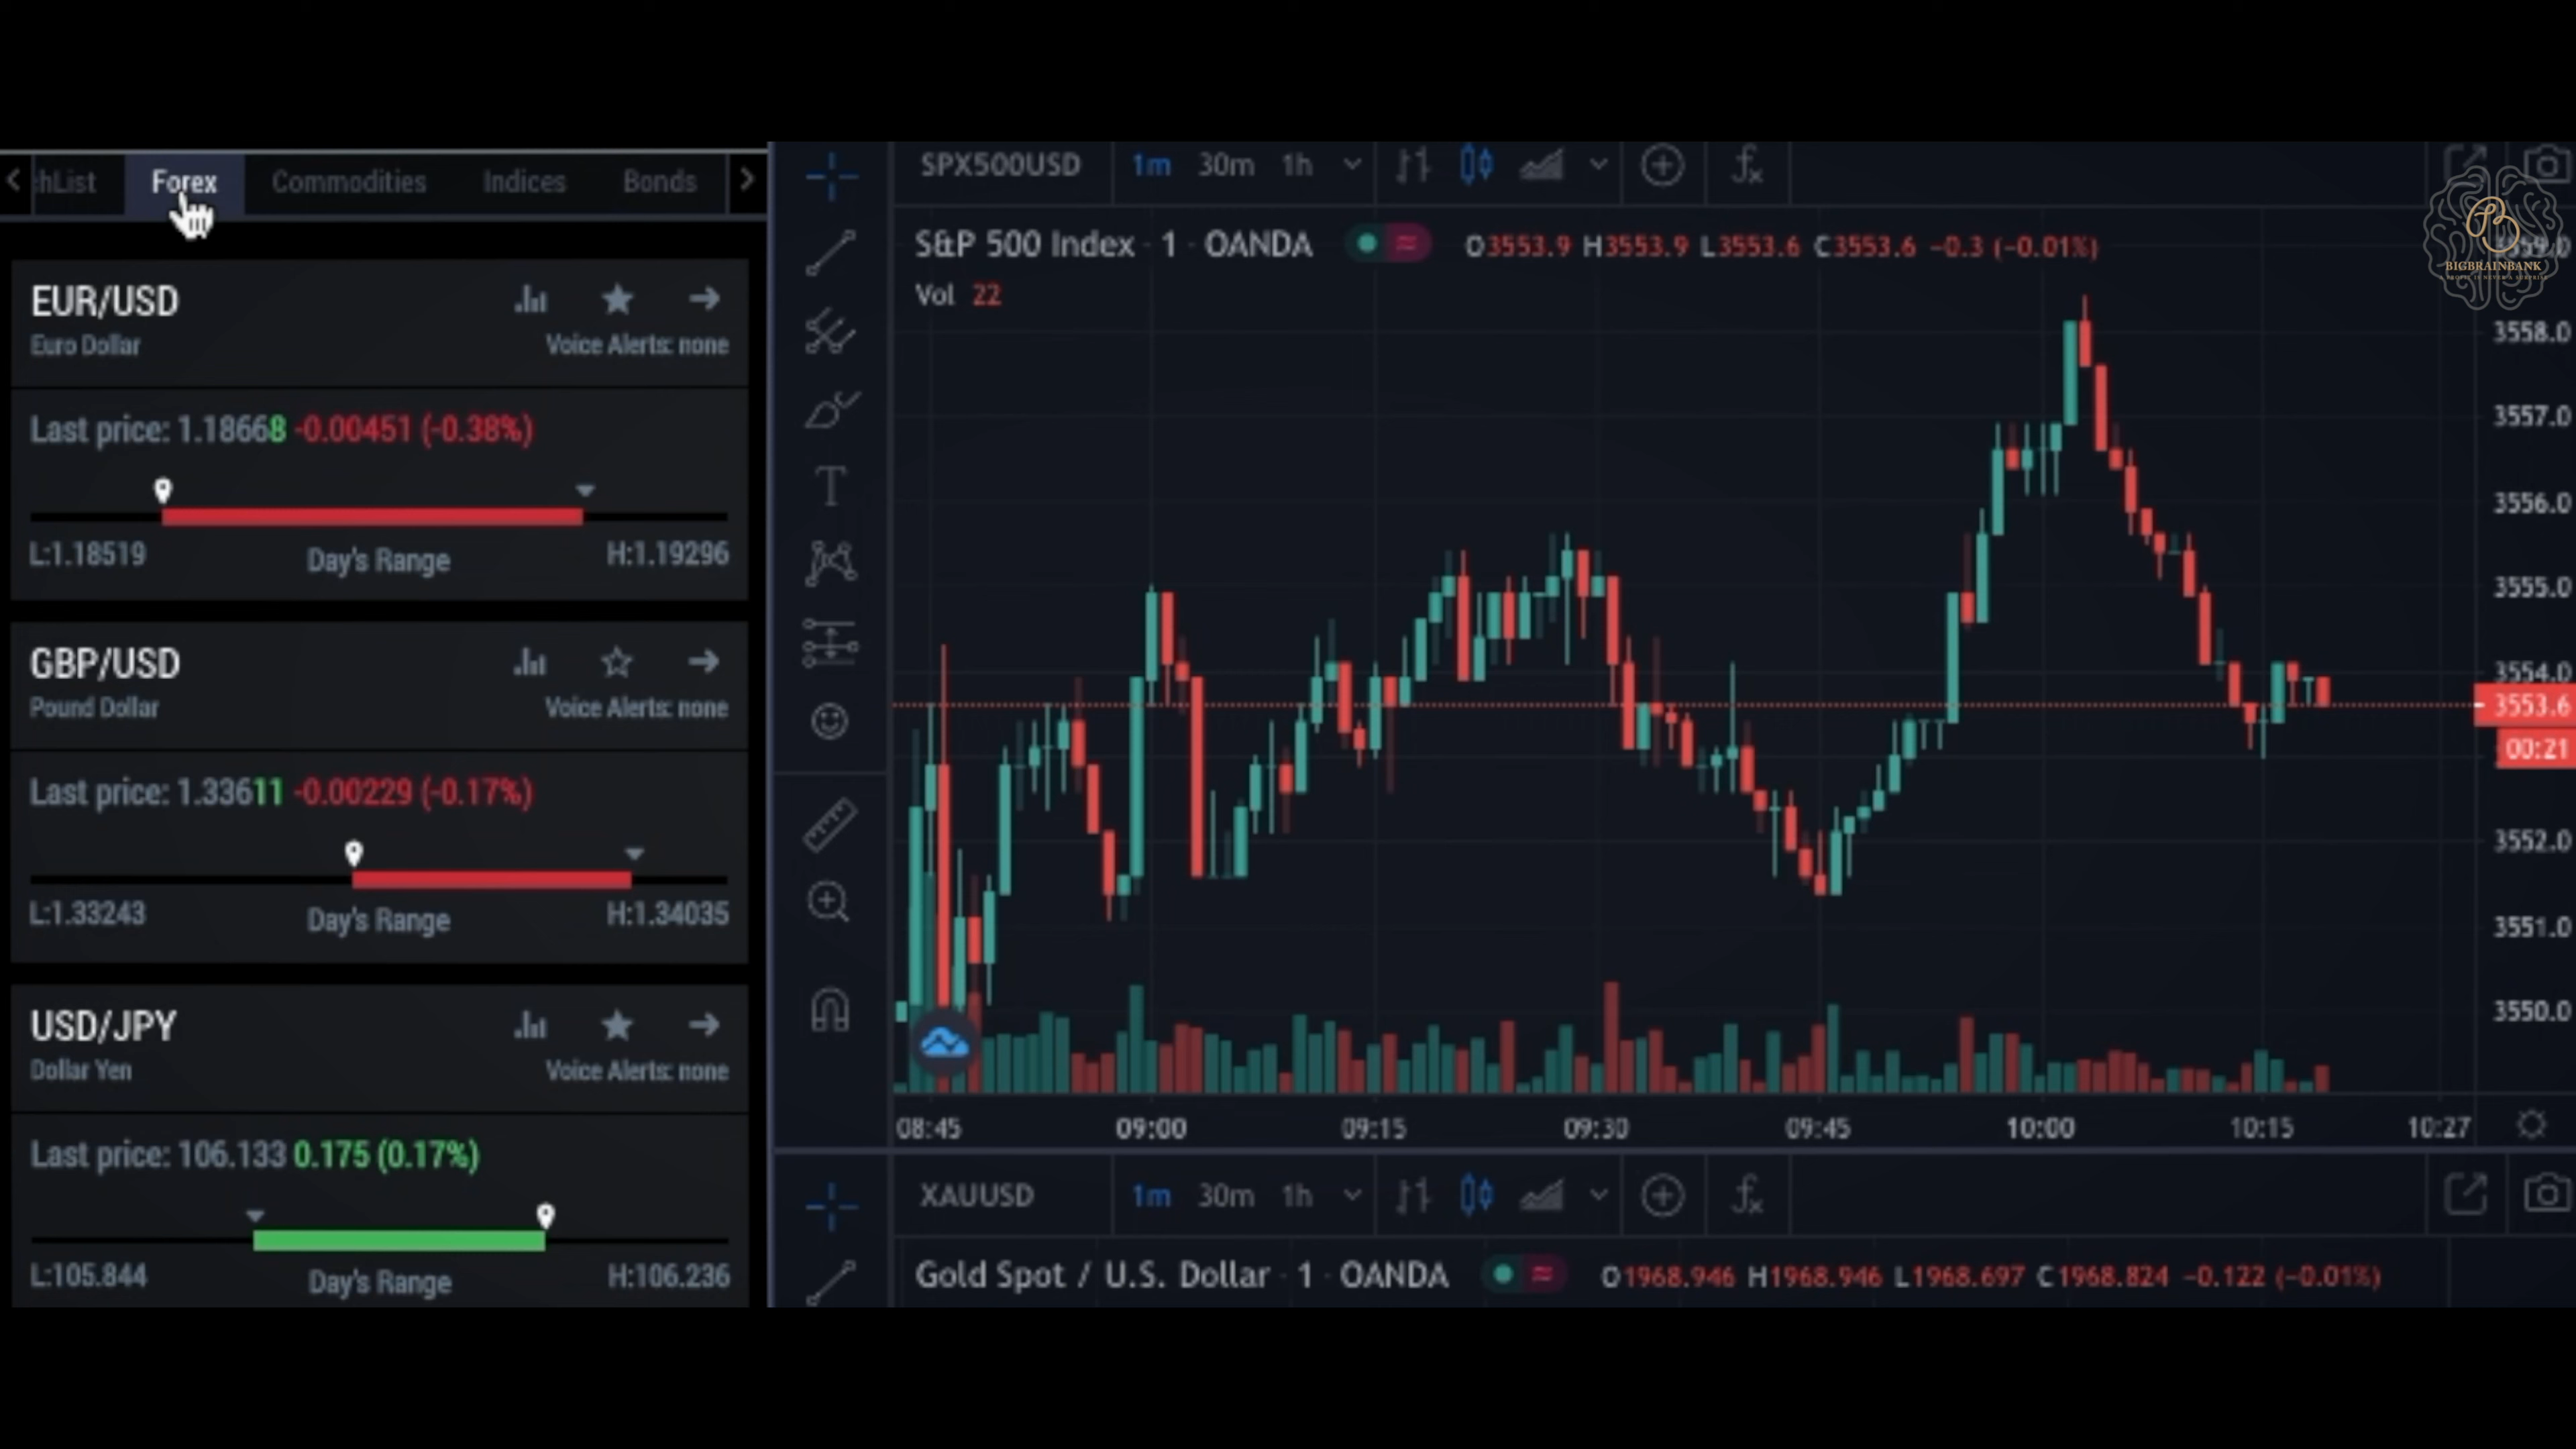 hList Forex Commodities Indices Bonds
EUR/USD
Euro Dollar Voice Alerts: none
Last price: 1.18668 -0.00451 (-0.38%)
L:1.18519 Day's Range H:1.19296
GBP/USD
Pound Dollar Voice Alerts: none
Last price: 1.33611 -0.00229 (-0.17%)
L:1.33243 Day's Range H:1.34035
USD/JPY
Dollar Yen Voice Alerts: none
Last price: 106.133 0.175 (0.17%)
L:105.844 Day's Range H:106.236
SPX500USD 1m 30m 1h
S&P 500 Index · 1 · OANDA O3553.9 H3553.9 L3553.6 C3553.6 −0.3 (−0.01%)
Vol 22
BIGBRAINBANK
3558.0
3557.0
3556.0
3555.0
3554.0
3553.6
00:21
3552.0
3551.0
3550.0
08:45 09:00 09:15 09:30 09:45 10:00 10:15 10:27
XAUUSD 1m 30m 1h
Gold Spot / U.S. Dollar · 1 · OANDA O1968.946 H1968.946 L1968.697 C1968.824 −0.122 (−0.01%)